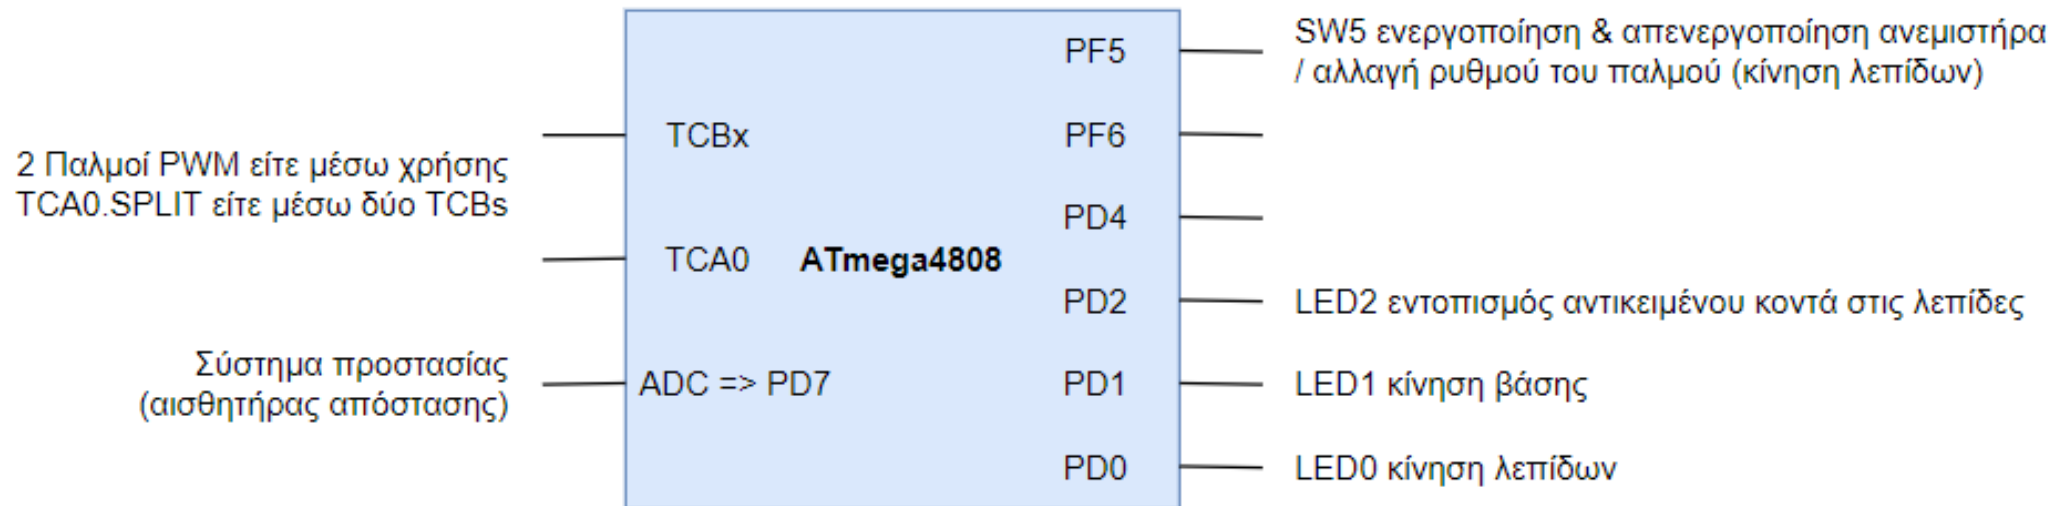 2 Παλμοί PWM είτε μέσω χρήσης
TCA0.SPLIT είτε μέσω δύο TCBs
Σύστημα προστασίας
(αισθητήρας απόστασης)
TCBx
TCA0
ADC => PD7
ATmega4808
PF5
PF6
PD4
PD2
PD1
PD0
SW5 ενεργοποίηση & απενεργοποίηση ανεμιστήρα
/ αλλαγή ρυθμού του παλμού (κίνηση λεπίδων)
LED2 εντοπισμός αντικειμένου κοντά στις λεπίδες
LED1 κίνηση βάσης
LED0 κίνηση λεπίδων